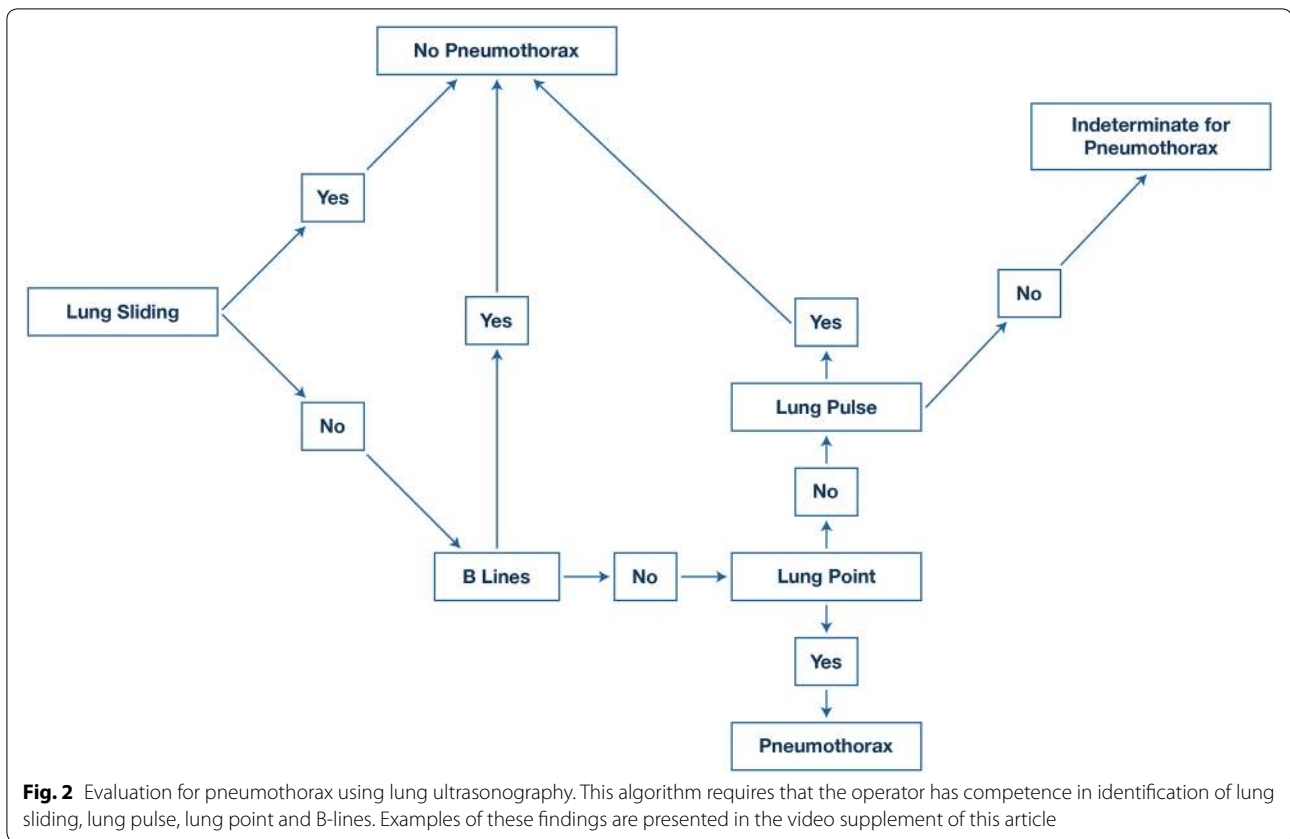 No Pneumothorax
Indeterminate for
Pneumothorax
Yes
Lung Sliding
Yes
Yes
No
Lung Pulse
No
No
B Lines
No
Lung Point
Yes
Pneumothorax
Fig. 2 Evaluation for pneumothorax using lung ultrasonography. This algorithm requires that the operator has competence in identification of lung
sliding, lung pulse, lung point and B-lines. Examples of these findings are presented in the video supplement of this article